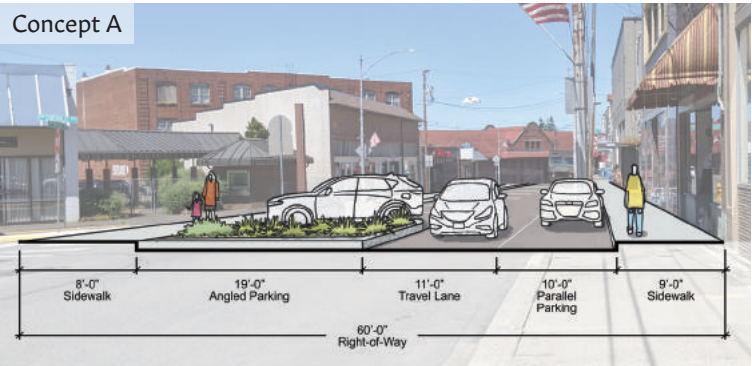 Concept A
8'-0"
Sidewalk
19'-0"
Angled Parking
11'-0"
Travel Lane
10'-0"
Parallel
Parking
9'-0"
Sidewalk
60'-0"
Right-of-Way